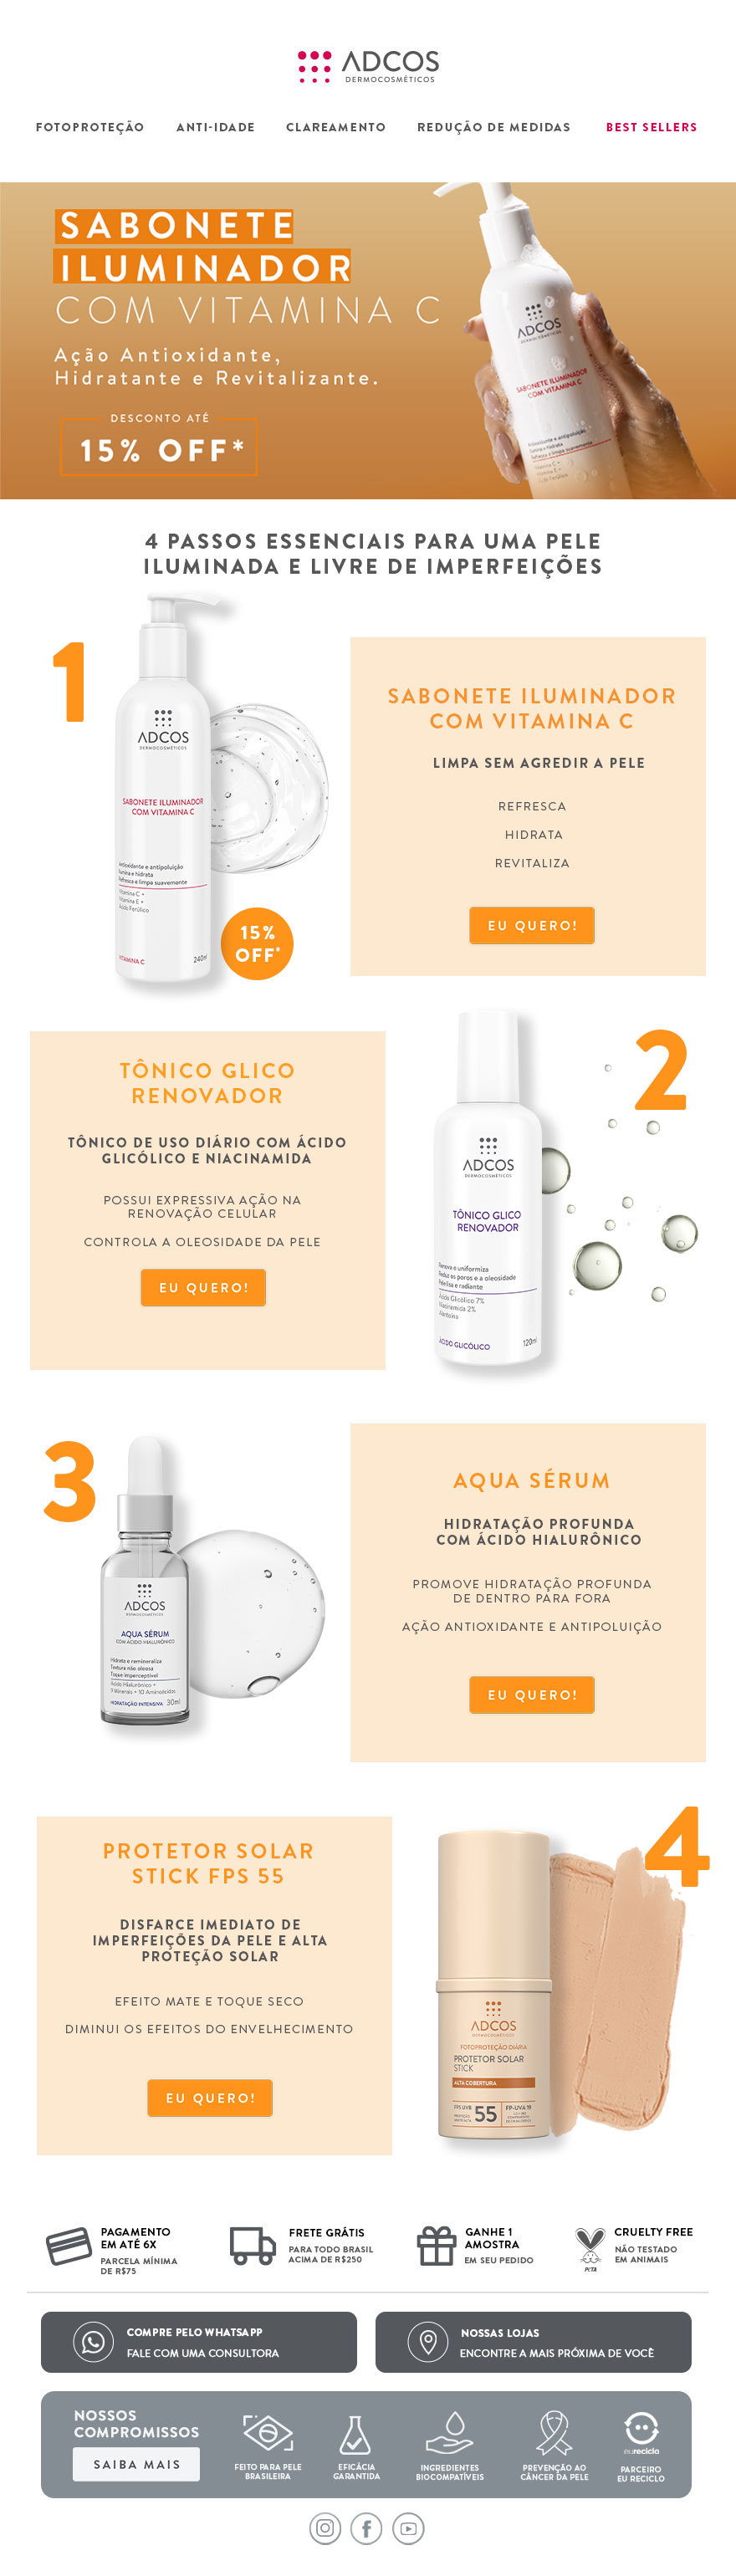 ADCOS
DERMOCOSMÉTICOS
FOTOPROTEÇÃO ANTI-IDADE CLAREAMENTO REDUÇÃO DE MEDIDAS BEST SELLERS
SABONETE
ILUMINADOR
COM VITAMINA C
Ação Antioxidante,
Hidratante e Revitalizante.
DESCONTO ATÉ
15% OFF*
ADCOS
DERMOCOSMÉTICOS
SABONETE ILUMINADOR
COM VITAMINA C
Antioxidante e antipoluição
Ilumina e hidrata
Refresca e limpa suavemente
Vitamina C +
Vitamina E +
4 PASSOS ESSENCIAIS PARA UMA PELE
ILUMINADA E LIVRE DE IMPERFEIÇÕES
1
ADCOS
DERMOCOSMÉTICOS
SABONETE ILUMINADOR
COM VITAMINA C
Antioxidante e antipoluição
Ilumina e hidrata
Refresca e limpa suavemente
Vitamina C +
Vitamina E +
Ácido Ferúlico
VITAMINA C 240ml
15%
OFF*
SABONETE ILUMINADOR
COM VITAMINA C
LIMPA SEM AGREDIR A PELE
REFRESCA
HIDRATA
REVITALIZA
EU QUERO!
TÔNICO GLICO
RENOVADOR
TÔNICO DE USO DIÁRIO COM ÁCIDO
GLICÓLICO E NIACINAMIDA
POSSUI EXPRESSIVA AÇÃO NA
RENOVAÇÃO CELULAR
CONTROLA A OLEOSIDADE DA PELE
EU QUERO!
2
ADCOS
DERMOCOSMÉTICOS
TÔNICO GLICO
RENOVADOR
Renova e uniformiza
Reduz os poros e a oleosidade
Pele lisa e radiante
Ácido Glicólico 7%
Niacinamida 2%
Alantoína
ÁCIDO GLICÓLICO 120ml
3
ADCOS
DERMOCOSMÉTICOS
AQUA SÉRUM
COM ÁCIDO HIALURÔNICO
Hidrata e remineraliza
Textura não oleosa
Toque imperceptível
Ácido Hialurônico +
9 Minerais + 10 Aminoácidos
HIDRATAÇÃO INTENSIVA 30ml
AQUA SÉRUM
HIDRATAÇÃO PROFUNDA
COM ÁCIDO HIALURÔNICO
PROMOVE HIDRATAÇÃO PROFUNDA
DE DENTRO PARA FORA
AÇÃO ANTIOXIDANTE E ANTIPOLUIÇÃO
EU QUERO!
PROTETOR SOLAR
STICK FPS 55
DISFARCE IMEDIATO DE
IMPERFEIÇÕES DA PELE E ALTA
PROTEÇÃO SOLAR
EFEITO MATE E TOQUE SECO
DIMINUI OS EFEITOS DO ENVELHECIMENTO
EU QUERO!
4
ADCOS
DERMOCOSMÉTICOS
FOTOPROTEÇÃO DIÁRIA
PROTETOR SOLAR
STICK
ALTA COBERTURA
FPS UVB 55 FP-UVA 19
PAGAMENTO
EM ATÉ 6X
PARCELA MÍNIMA
DE R$75
FRETE GRÁTIS
PARA TODO BRASIL
ACIMA DE R$250
GANHE 1
AMOSTRA
EM SEU PEDIDO
PETA
CRUELTY FREE
NÃO TESTADO
EM ANIMAIS
COMPRE PELO WHATSAPP
FALE COM UMA CONSULTORA
NOSSAS LOJAS
ENCONTRE A MAIS PRÓXIMA DE VOCÊ
NOSSOS
COMPROMISSOS
SAIBA MAIS
FEITO PARA PELE
BRASILEIRA
EFICÁCIA
GARANTIDA
INGREDIENTES
BIOCOMPATÍVEIS
PREVENÇÃO AO
CÂNCER DA PELE
eureciclo
PARCEIRO
EU RECICLO